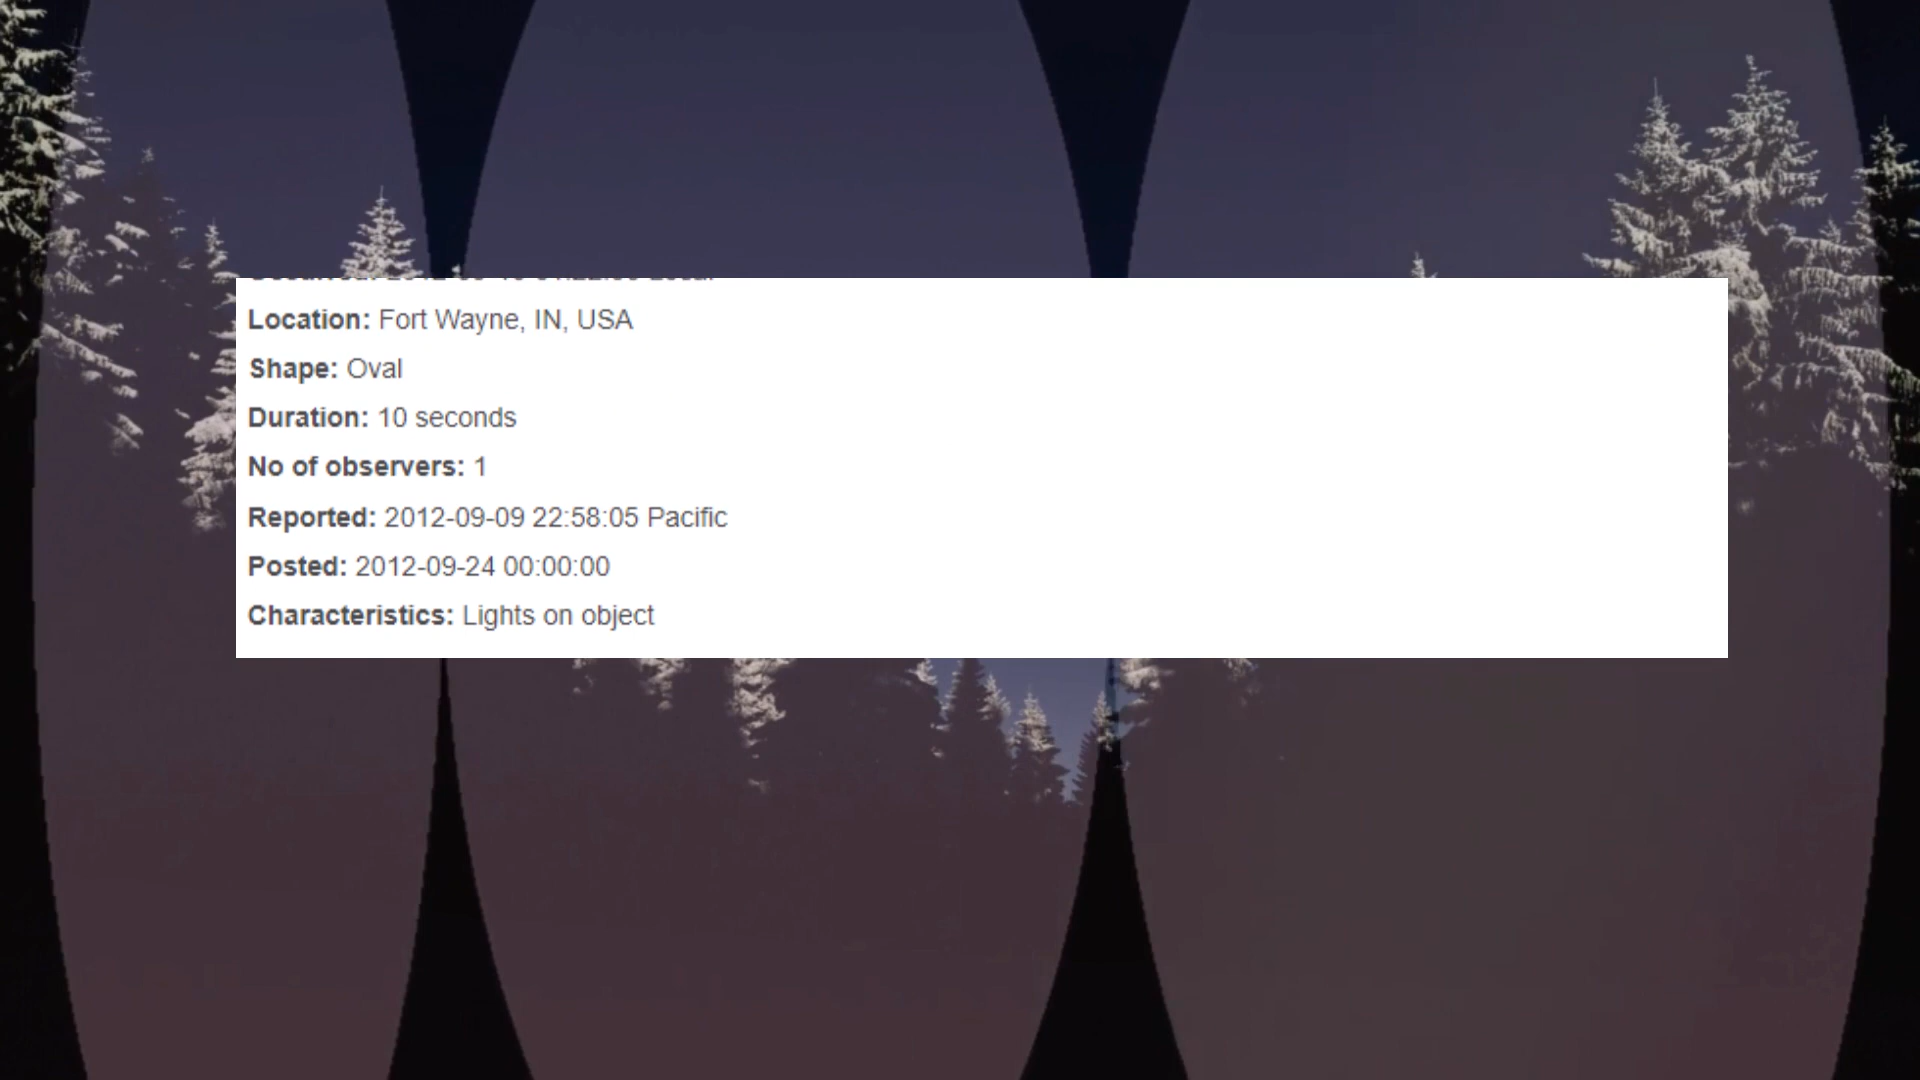 Location: Fort Wayne, IN, USA
Shape: Oval
Duration: 10 seconds
No of observers: 1
Reported: 2012-09-09 22:58:05 Pacific
Posted: 2012-09-24 00:00:00
Characteristics: Lights on object